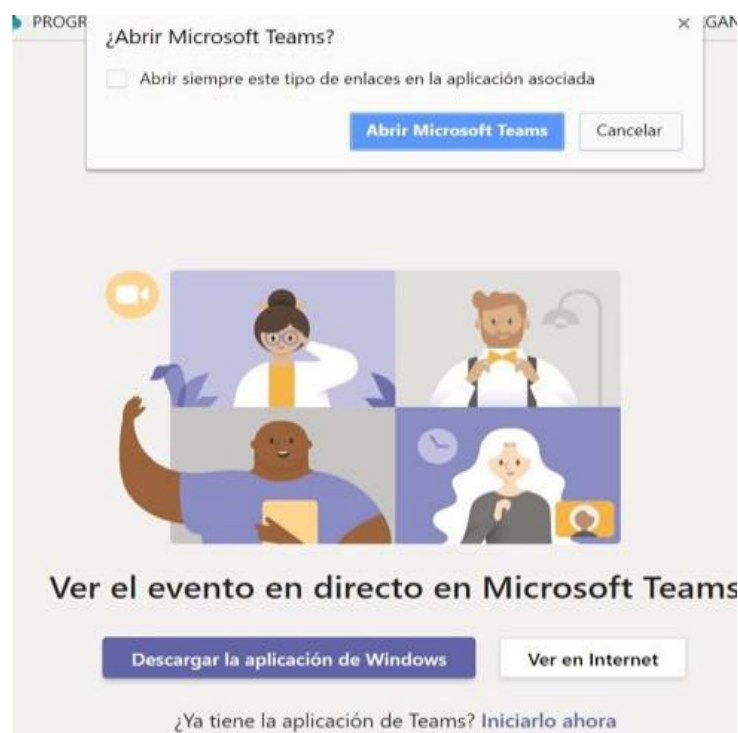 PROGR
GAN
¿Abrir Microsoft Teams?
Abrir siempre este tipo de enlaces en la aplicación asociada
Abrir Microsoft Teams
Cancelar
Ver el evento en directo en Microsoft Teams
Descargar la aplicación de Windows
Ver en Internet
¿Ya tiene la aplicación de Teams? Iniciarlo ahora